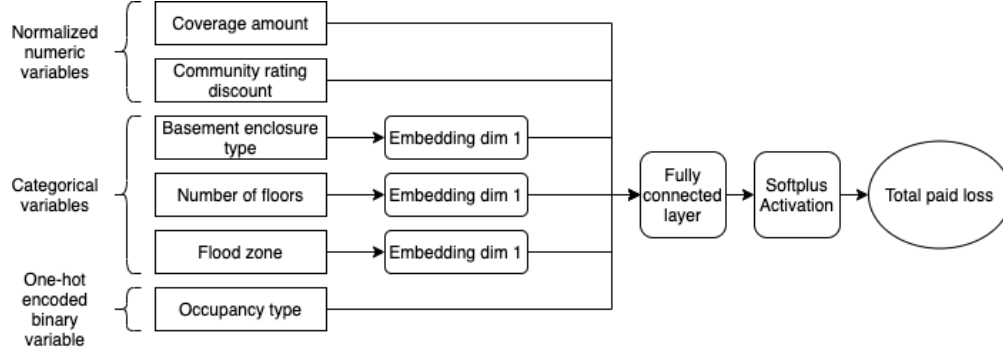 Normalized
numeric
variables
Coverage amount
Community rating
discount
Categorical
variables
Basement enclosure
type
Embedding dim 1
Number of floors
Embedding dim 1
Flood zone
Embedding dim 1
One-hot
encoded
binary
variable
Occupancy type
Fully
connected
layer
Softplus
Activation
Total paid loss